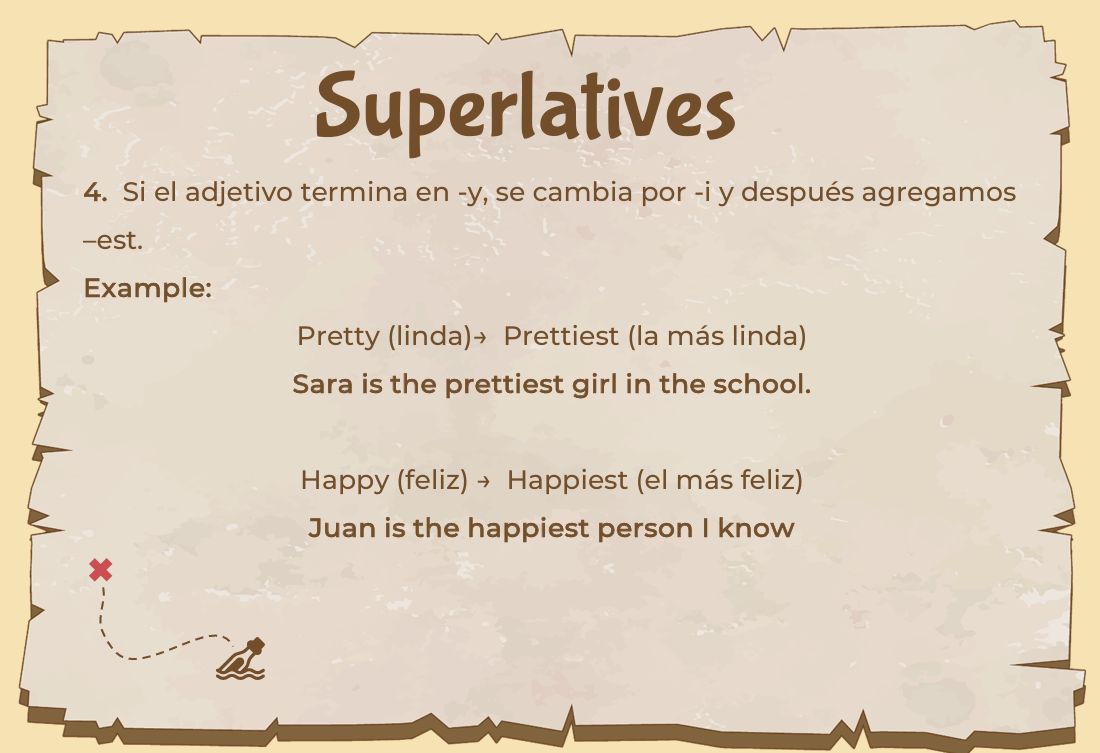 Superlatives
4. Si el adjetivo termina en -y, se cambia por -i y después agregamos
–est.
Example:
Pretty (linda)→ Prettiest (la más linda)
Sara is the prettiest girl in the school.
Happy (feliz) → Happiest (el más feliz)
Juan is the happiest person I know